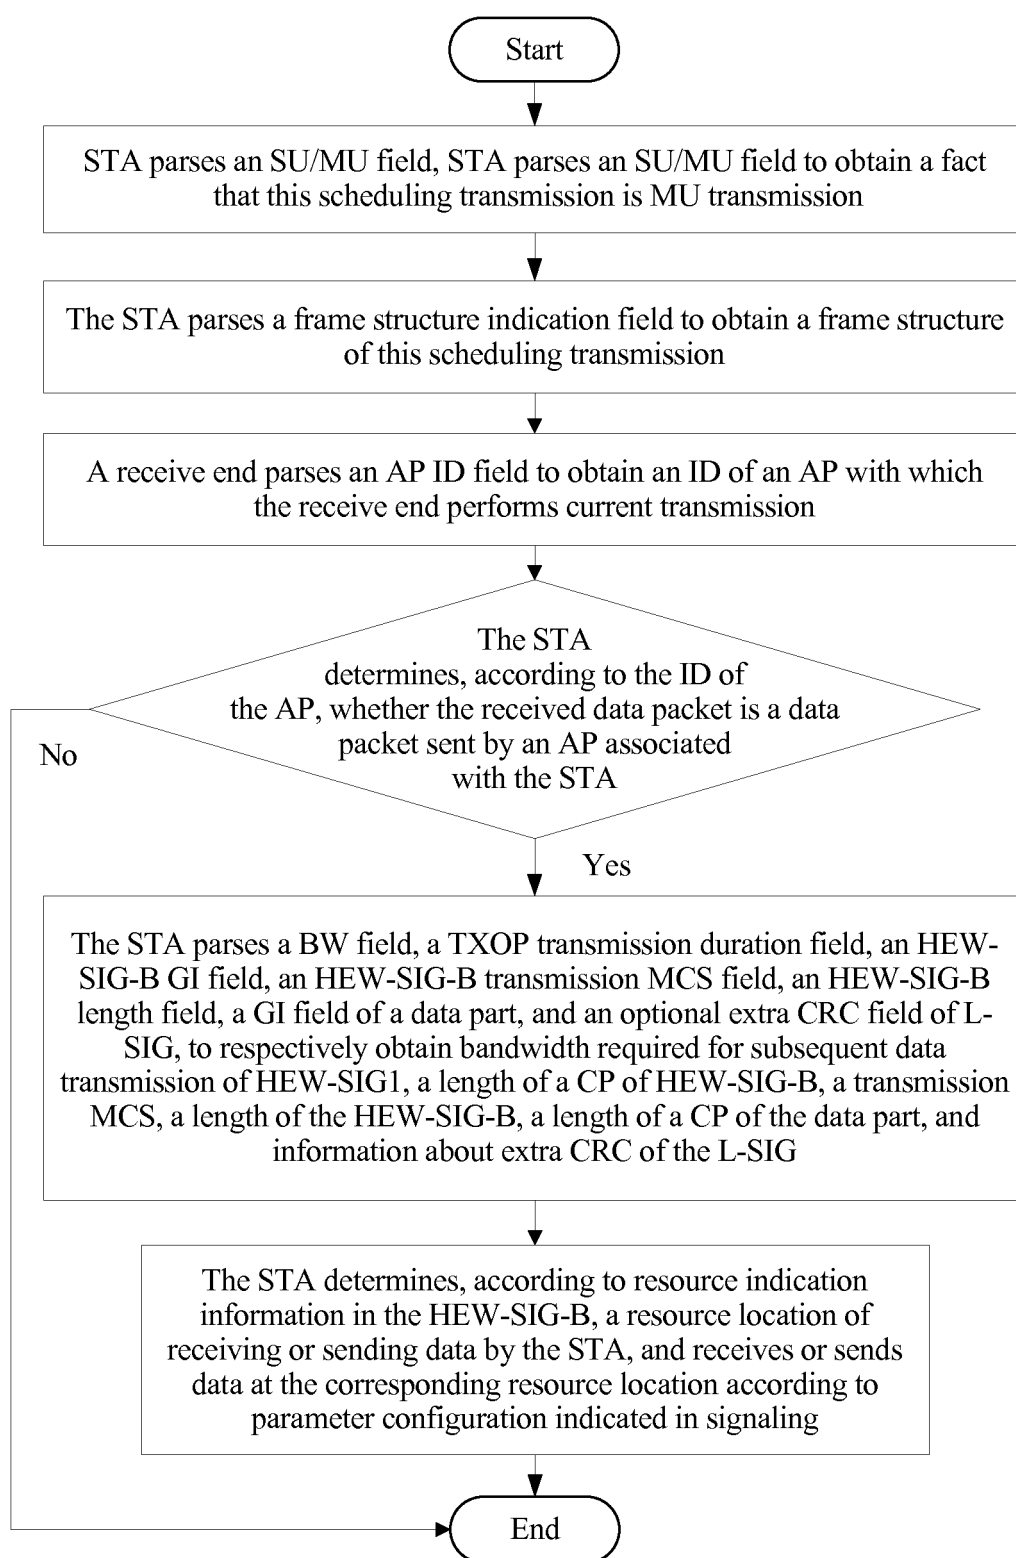 Start
STA parses an SU/MU field, STA parses an SU/MU field to obtain a fact
that this scheduling transmission is MU transmission
The STA parses a frame structure indication field to obtain a frame structure
of this scheduling transmission
A receive end parses an AP ID field to obtain an ID of an AP with which
the receive end performs current transmission
The STA
determines, according to the ID of
the AP, whether the received data packet is a data
packet sent by an AP associated
with the STA
No
Yes
The STA parses a BW field, a TXOP transmission duration field, an HEW-
SIG-B GI field, an HEW-SIG-B transmission MCS field, an HEW-SIG-B
length field, a GI field of a data part, and an optional extra CRC field of L-
SIG, to respectively obtain bandwidth required for subsequent data
transmission of HEW-SIG1, a length of a CP of HEW-SIG-B, a transmission
MCS, a length of the HEW-SIG-B, a length of a CP of the data part, and
information about extra CRC of the L-SIG
The STA determines, according to resource indication
information in the HEW-SIG-B, a resource location of
receiving or sending data by the STA, and receives or sends
data at the corresponding resource location according to
parameter configuration indicated in signaling
End